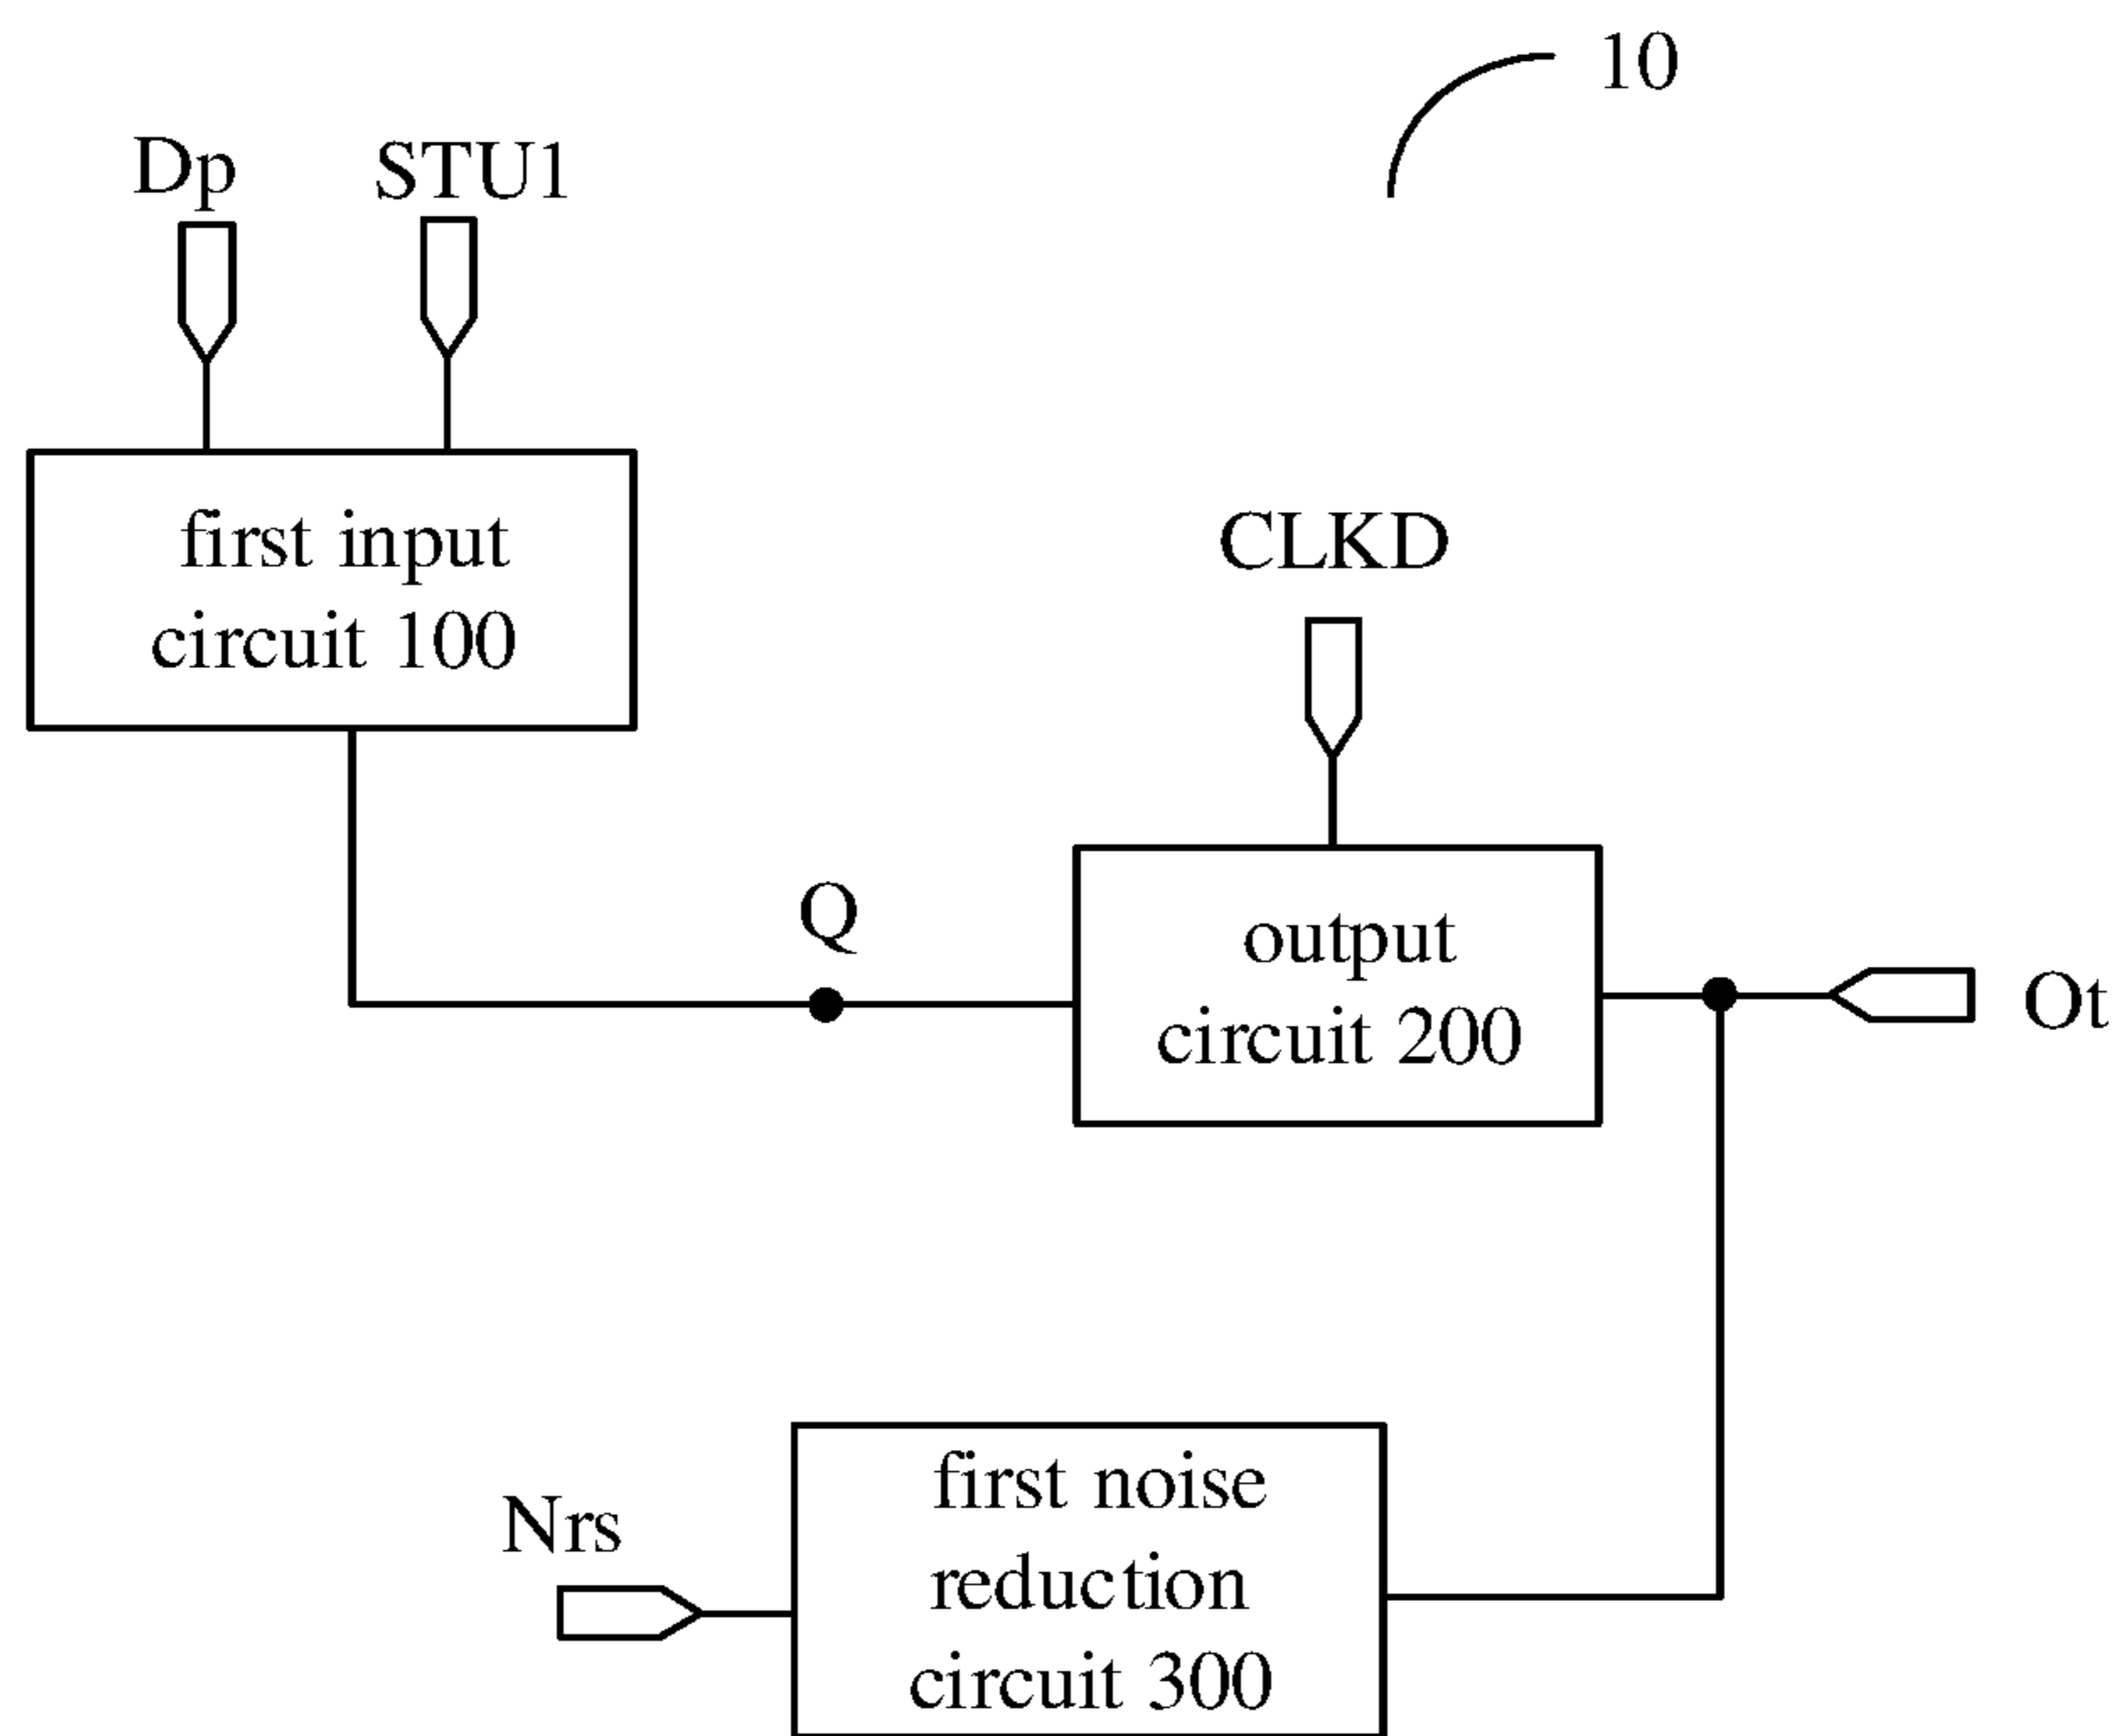 10
Dp
STU1
first input
circuit 100
CLKD
Q
output
circuit 200
Ot
Nrs
first noise
reduction
circuit 300